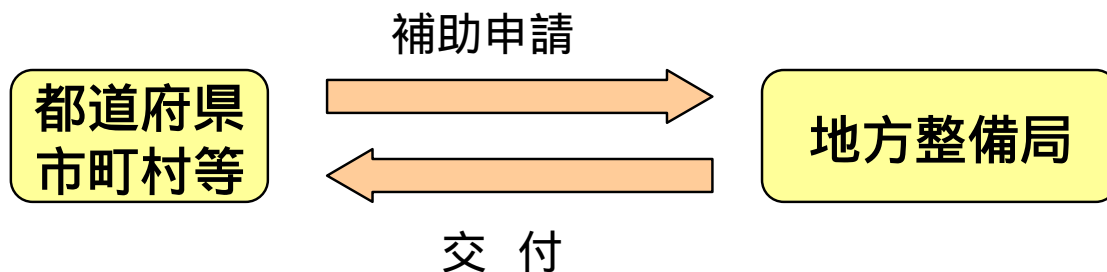 補助申請
都道府県
市町村等
地方整備局
交 付